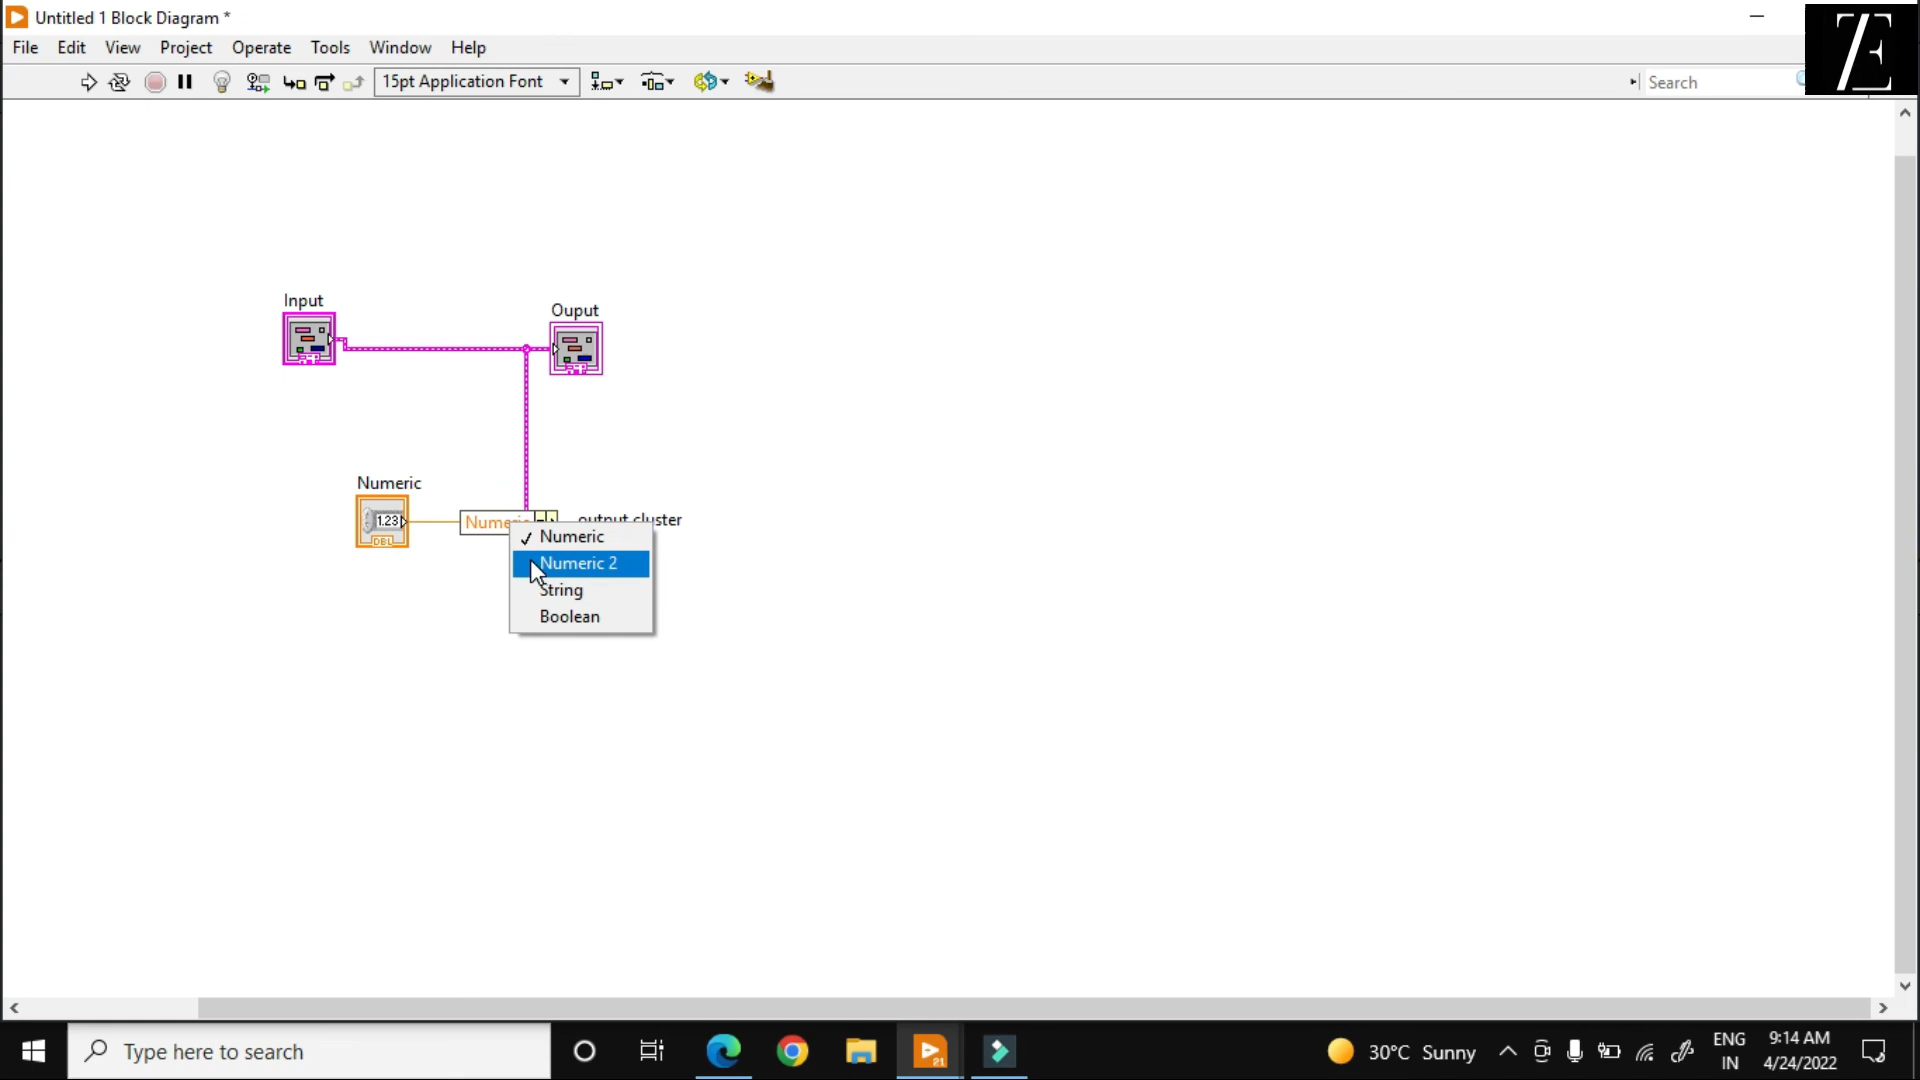 Untitled 1 Block Diagram *
File Edit View Project Operate Tools Window Help
15pt Application Font
Search
Input
Ouput
Numeric
1.23
DBL
Numeric
output cluster
Numeric
Numeric 2
String
Boolean
Type here to search
21
30°C Sunny
ENG
IN
9:14 AM
4/24/2022